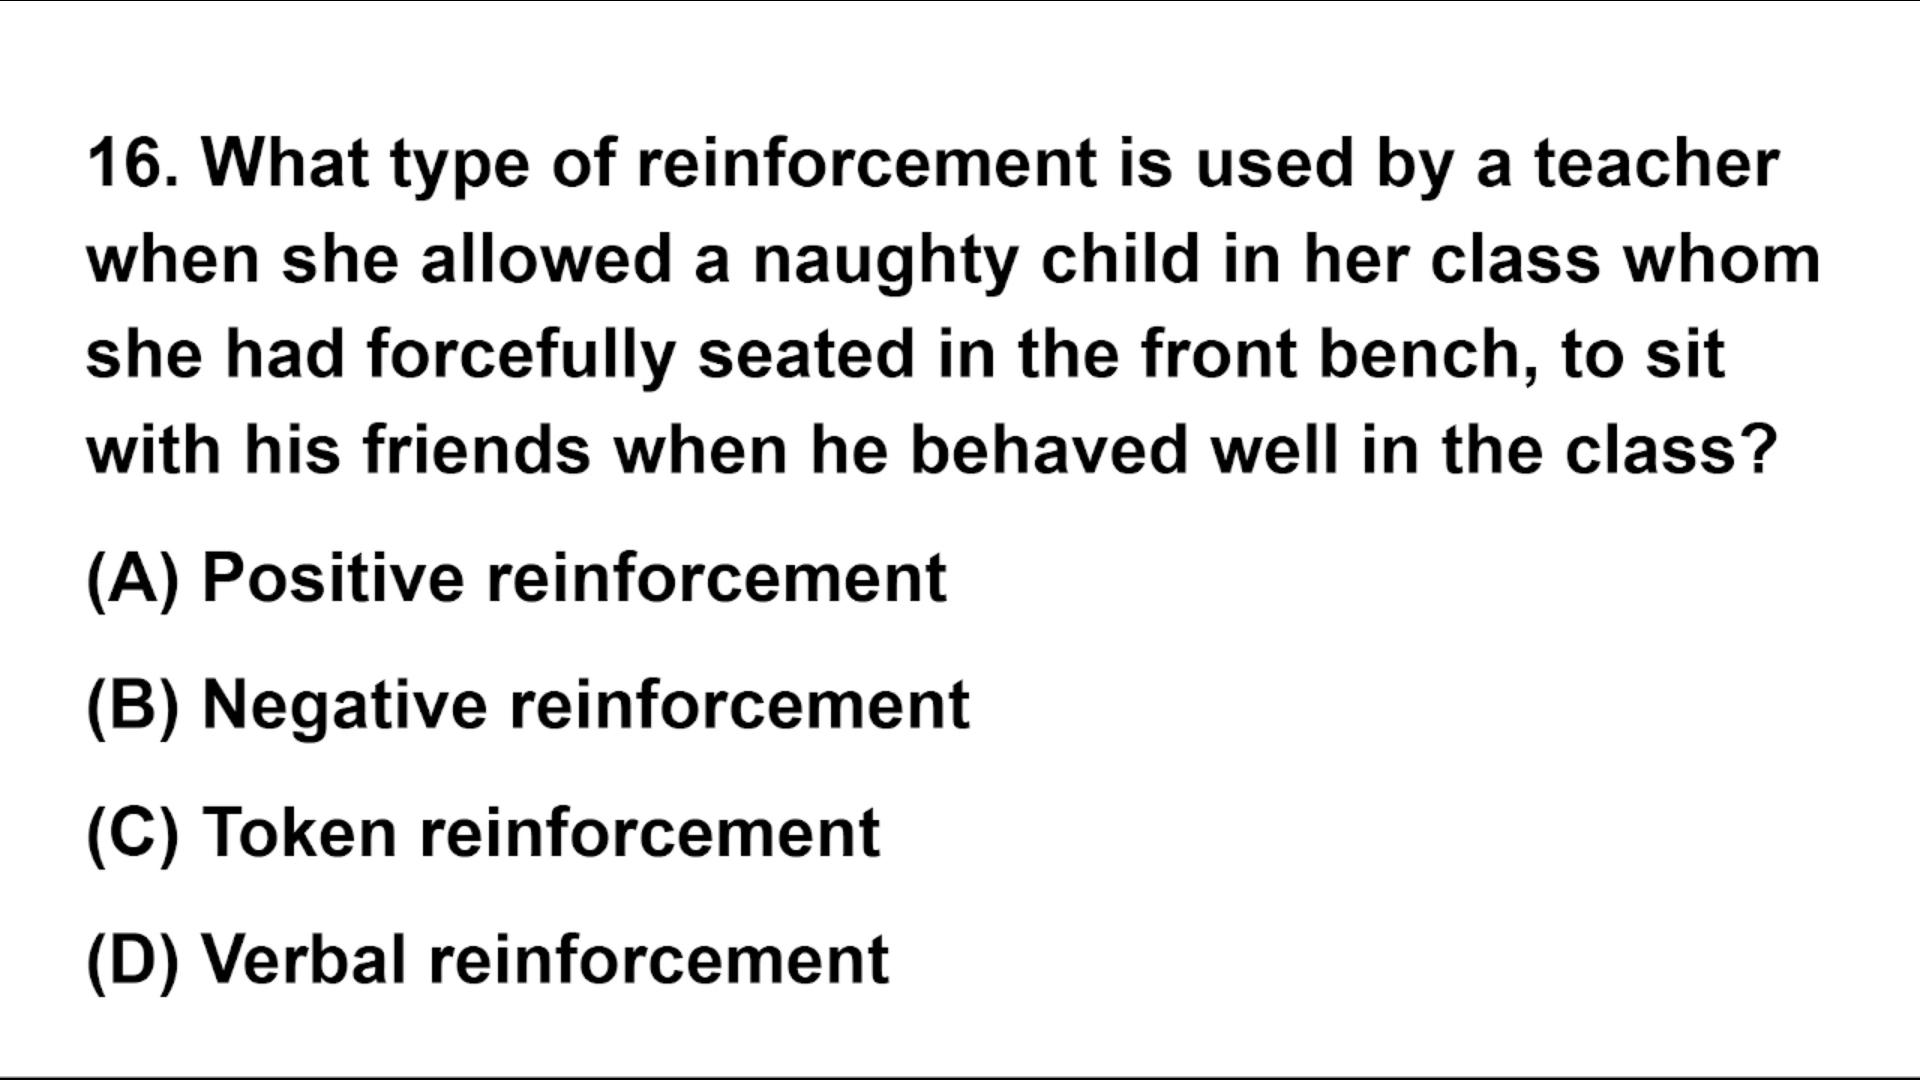 16. What type of reinforcement is used by a teacher
when she allowed a naughty child in her class whom
she had forcefully seated in the front bench, to sit
with his friends when he behaved well in the class?
(A) Positive reinforcement
(B) Negative reinforcement
(C) Token reinforcement
(D) Verbal reinforcement